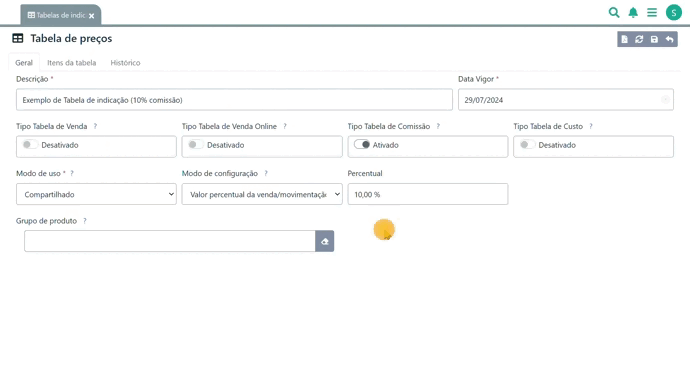 Tabelas de indic
S
Tabela de preços
Geral Itens da tabela Histórico
Descrição * Data Vigor *
Exemplo de Tabela de indicação (10% comissão) 29/07/2024
Tipo Tabela de Venda ? Tipo Tabela de Venda Online ? Tipo Tabela de Comissão ? Tipo Tabela de Custo ?
Desativado Desativado Ativado Desativado
Modo de uso * ? Modo de configuração ? Percentual
Compartilhado Valor percentual da venda/movimentação 10,00 %
Grupo de produto ?